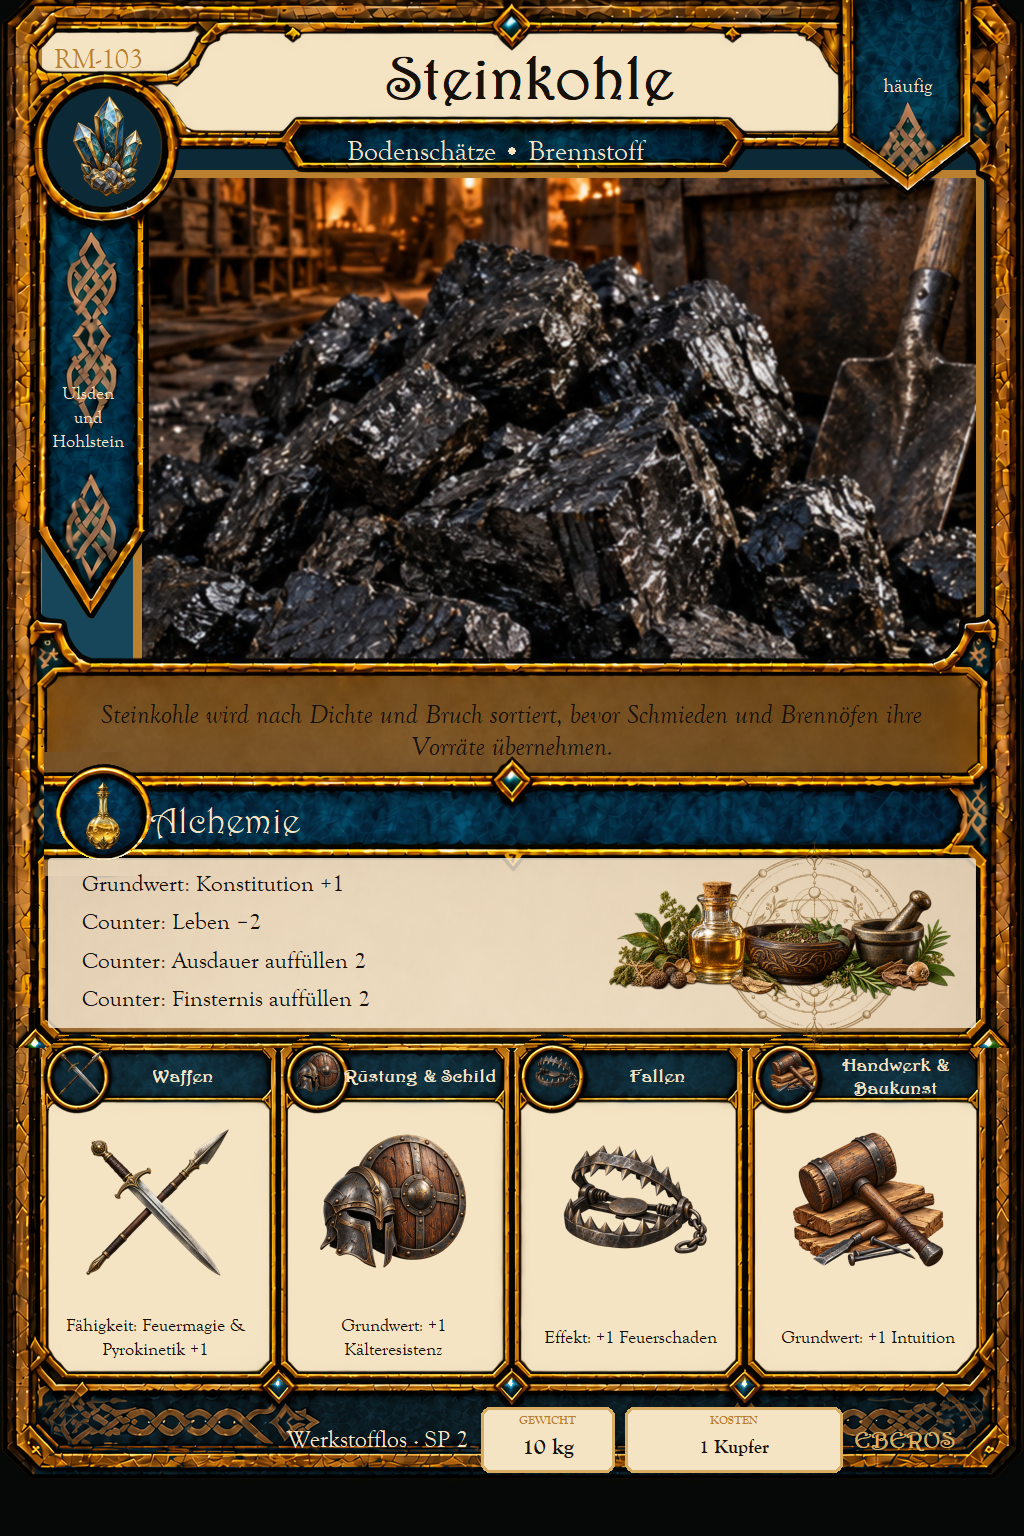 RM-103
Steinkohle
häufig
Bodenschätze • Brennstoff
Ulsden
und
Hohlstein
Steinkohle wird nach Dichte und Bruch sortiert, bevor Schmieden und Brennöfen ihre
Vorräte übernehmen.
Alchemie
Grundwert: Konstitution +1
Counter: Leben −2
Counter: Ausdauer auffüllen 2
Counter: Finsternis auffüllen 2
Waffen
Rüstung & Schild
Fallen
Handwerk &
Baukunst
Fähigkeit: Feuermagie &
Pyrokinetik +1
Grundwert: +1
Kälteresistenz
Effekt: +1 Feuerschaden
Grundwert: +1 Intuition
Werkstofflos · SP 2
GEWICHT
10 kg
KOSTEN
1 Kupfer
EBEROS